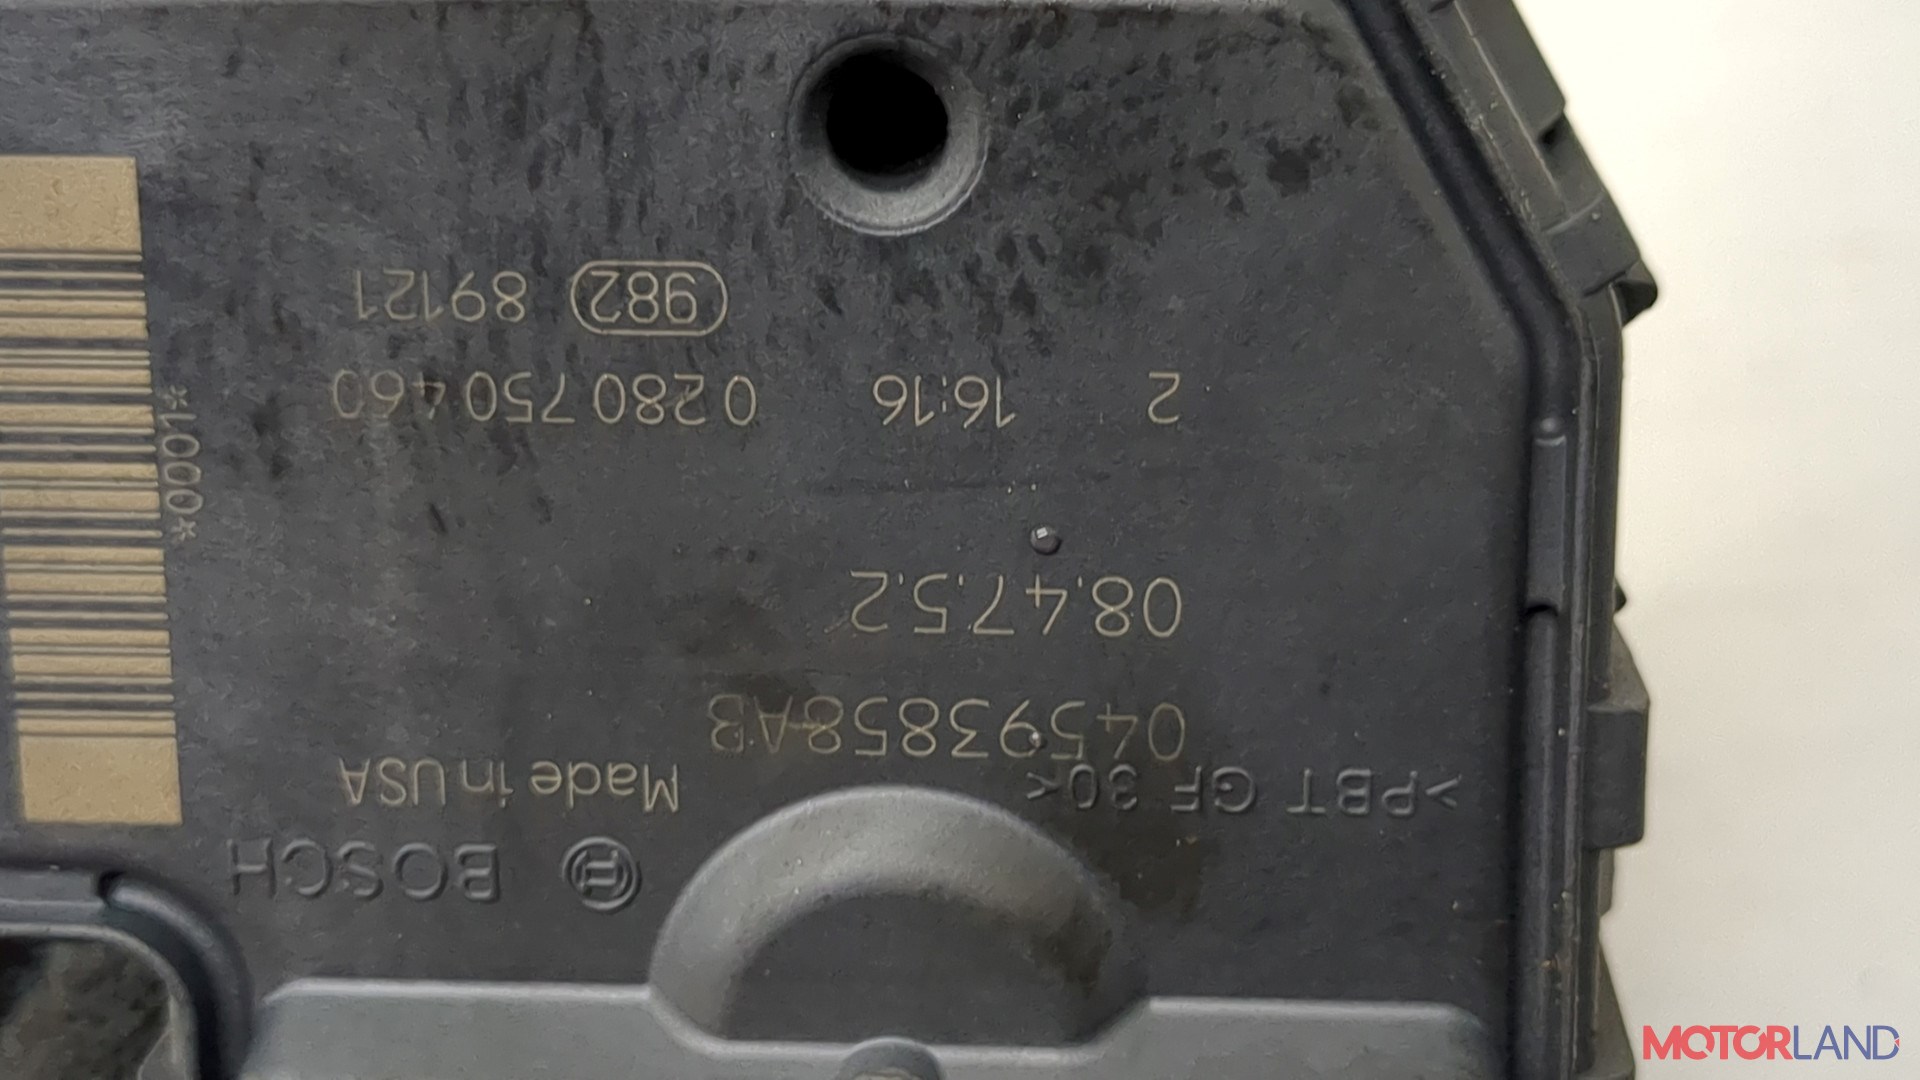 BOSCH
Made in USA
>PBT GF 30<
04593858AB
08.47.5.2
2 16:16 0 280 750 460
982 89121
*0001*
MOTORLAND